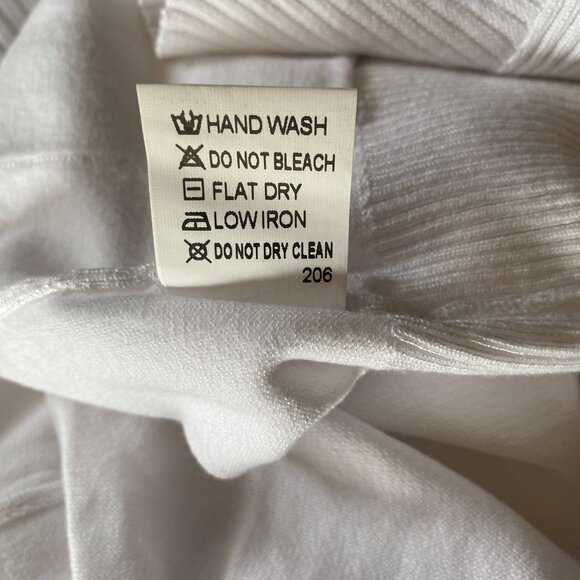 HAND WASH
DO NOT BLEACH
FLAT DRY
LOW IRON
DO NOT DRY CLEAN
206